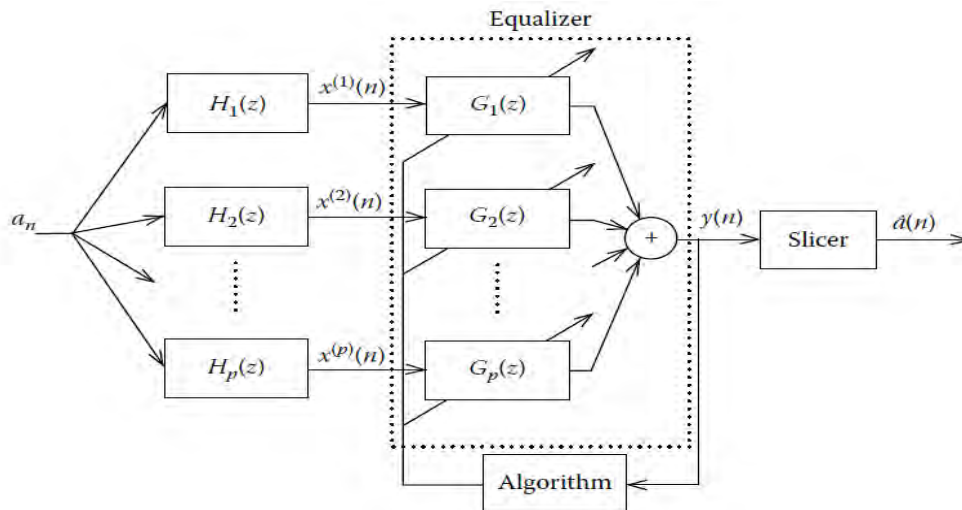 Equalizer
H₁(z)
x⁽¹⁾(n)
G₁(z)
aₙ
H₂(z)
x⁽²⁾(n)
G₂(z)
+
y(n)
Slicer
â(n)
Hₚ(z)
x⁽ᵖ⁾(n)
Gₚ(z)
Algorithm